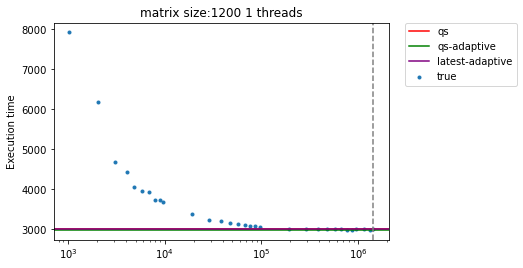 matrix size:1200 1 threads
Execution time
8000
7000
6000
5000
4000
3000
10³
10⁴
10⁵
10⁶
qs
qs-adaptive
latest-adaptive
true